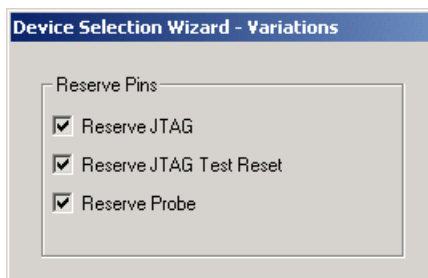 Device Selection Wizard - Variations
Reserve Pins
Reserve JTAG
Reserve JTAG Test Reset
Reserve Probe